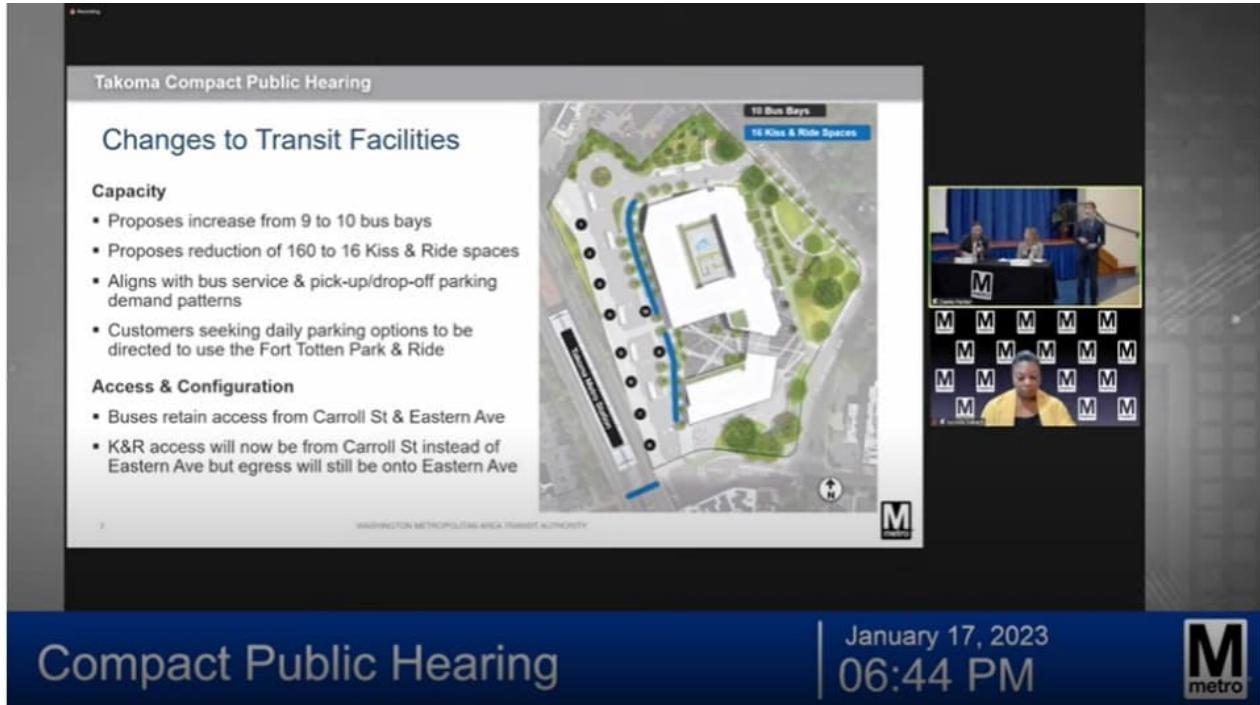 Recording
Takoma Compact Public Hearing
Changes to Transit Facilities
Capacity
▪ Proposes increase from 9 to 10 bus bays
▪ Proposes reduction of 160 to 16 Kiss & Ride spaces
▪ Aligns with bus service & pick-up/drop-off parking
demand patterns
▪ Customers seeking daily parking options to be
directed to use the Fort Totten Park & Ride
Access & Configuration
▪ Buses retain access from Carroll St & Eastern Ave
▪ K&R access will now be from Carroll St instead of
Eastern Ave but egress will still be onto Eastern Ave
10 Bus Bays
16 Kiss & Ride Spaces
Takoma Metro Station
N
7
WASHINGTON METROPOLITAN AREA TRANSIT AUTHORITY
M
metro
M
M M M M M
M M M M
M M M M
M M M
Compact Public Hearing
January 17, 2023
06:44 PM
M
metro